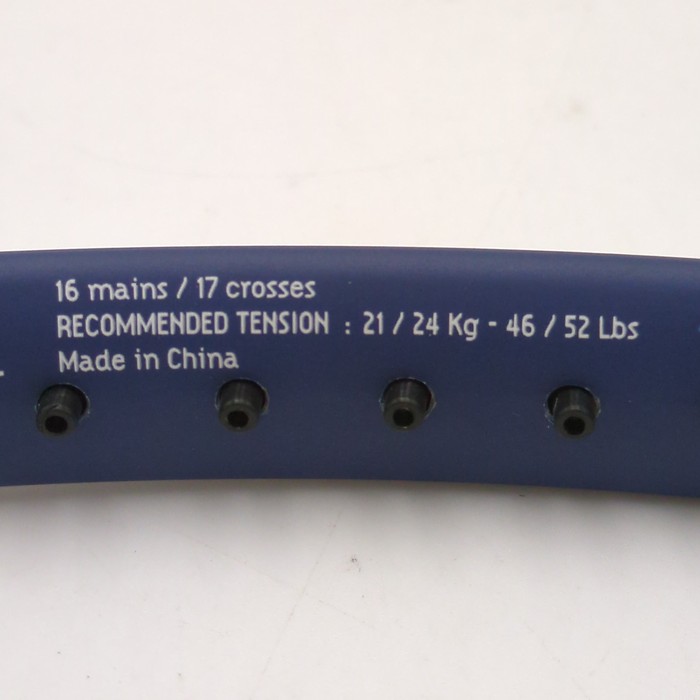 16 mains / 17 crosses
RECOMMENDED TENSION : 21 / 24 Kg - 46 / 52 Lbs
Made in China